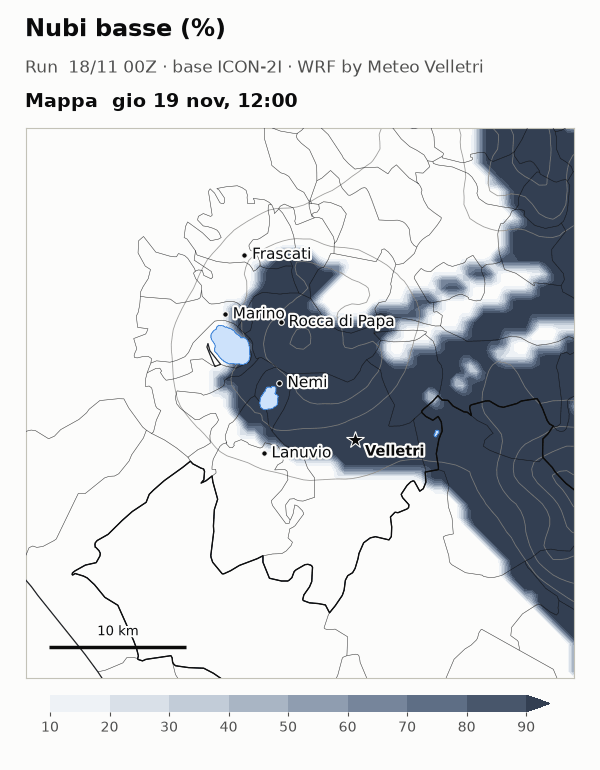 Nubi basse (%)
Run  18/11 00Z · base ICON-2I · WRF by Meteo Velletri
Mappa  gio 19 nov, 12:00
Frascati
Marino
Rocca di Papa
Nemi
Velletri
Lanuvio
10 km
10 20 30 40 50 60 70 80 90